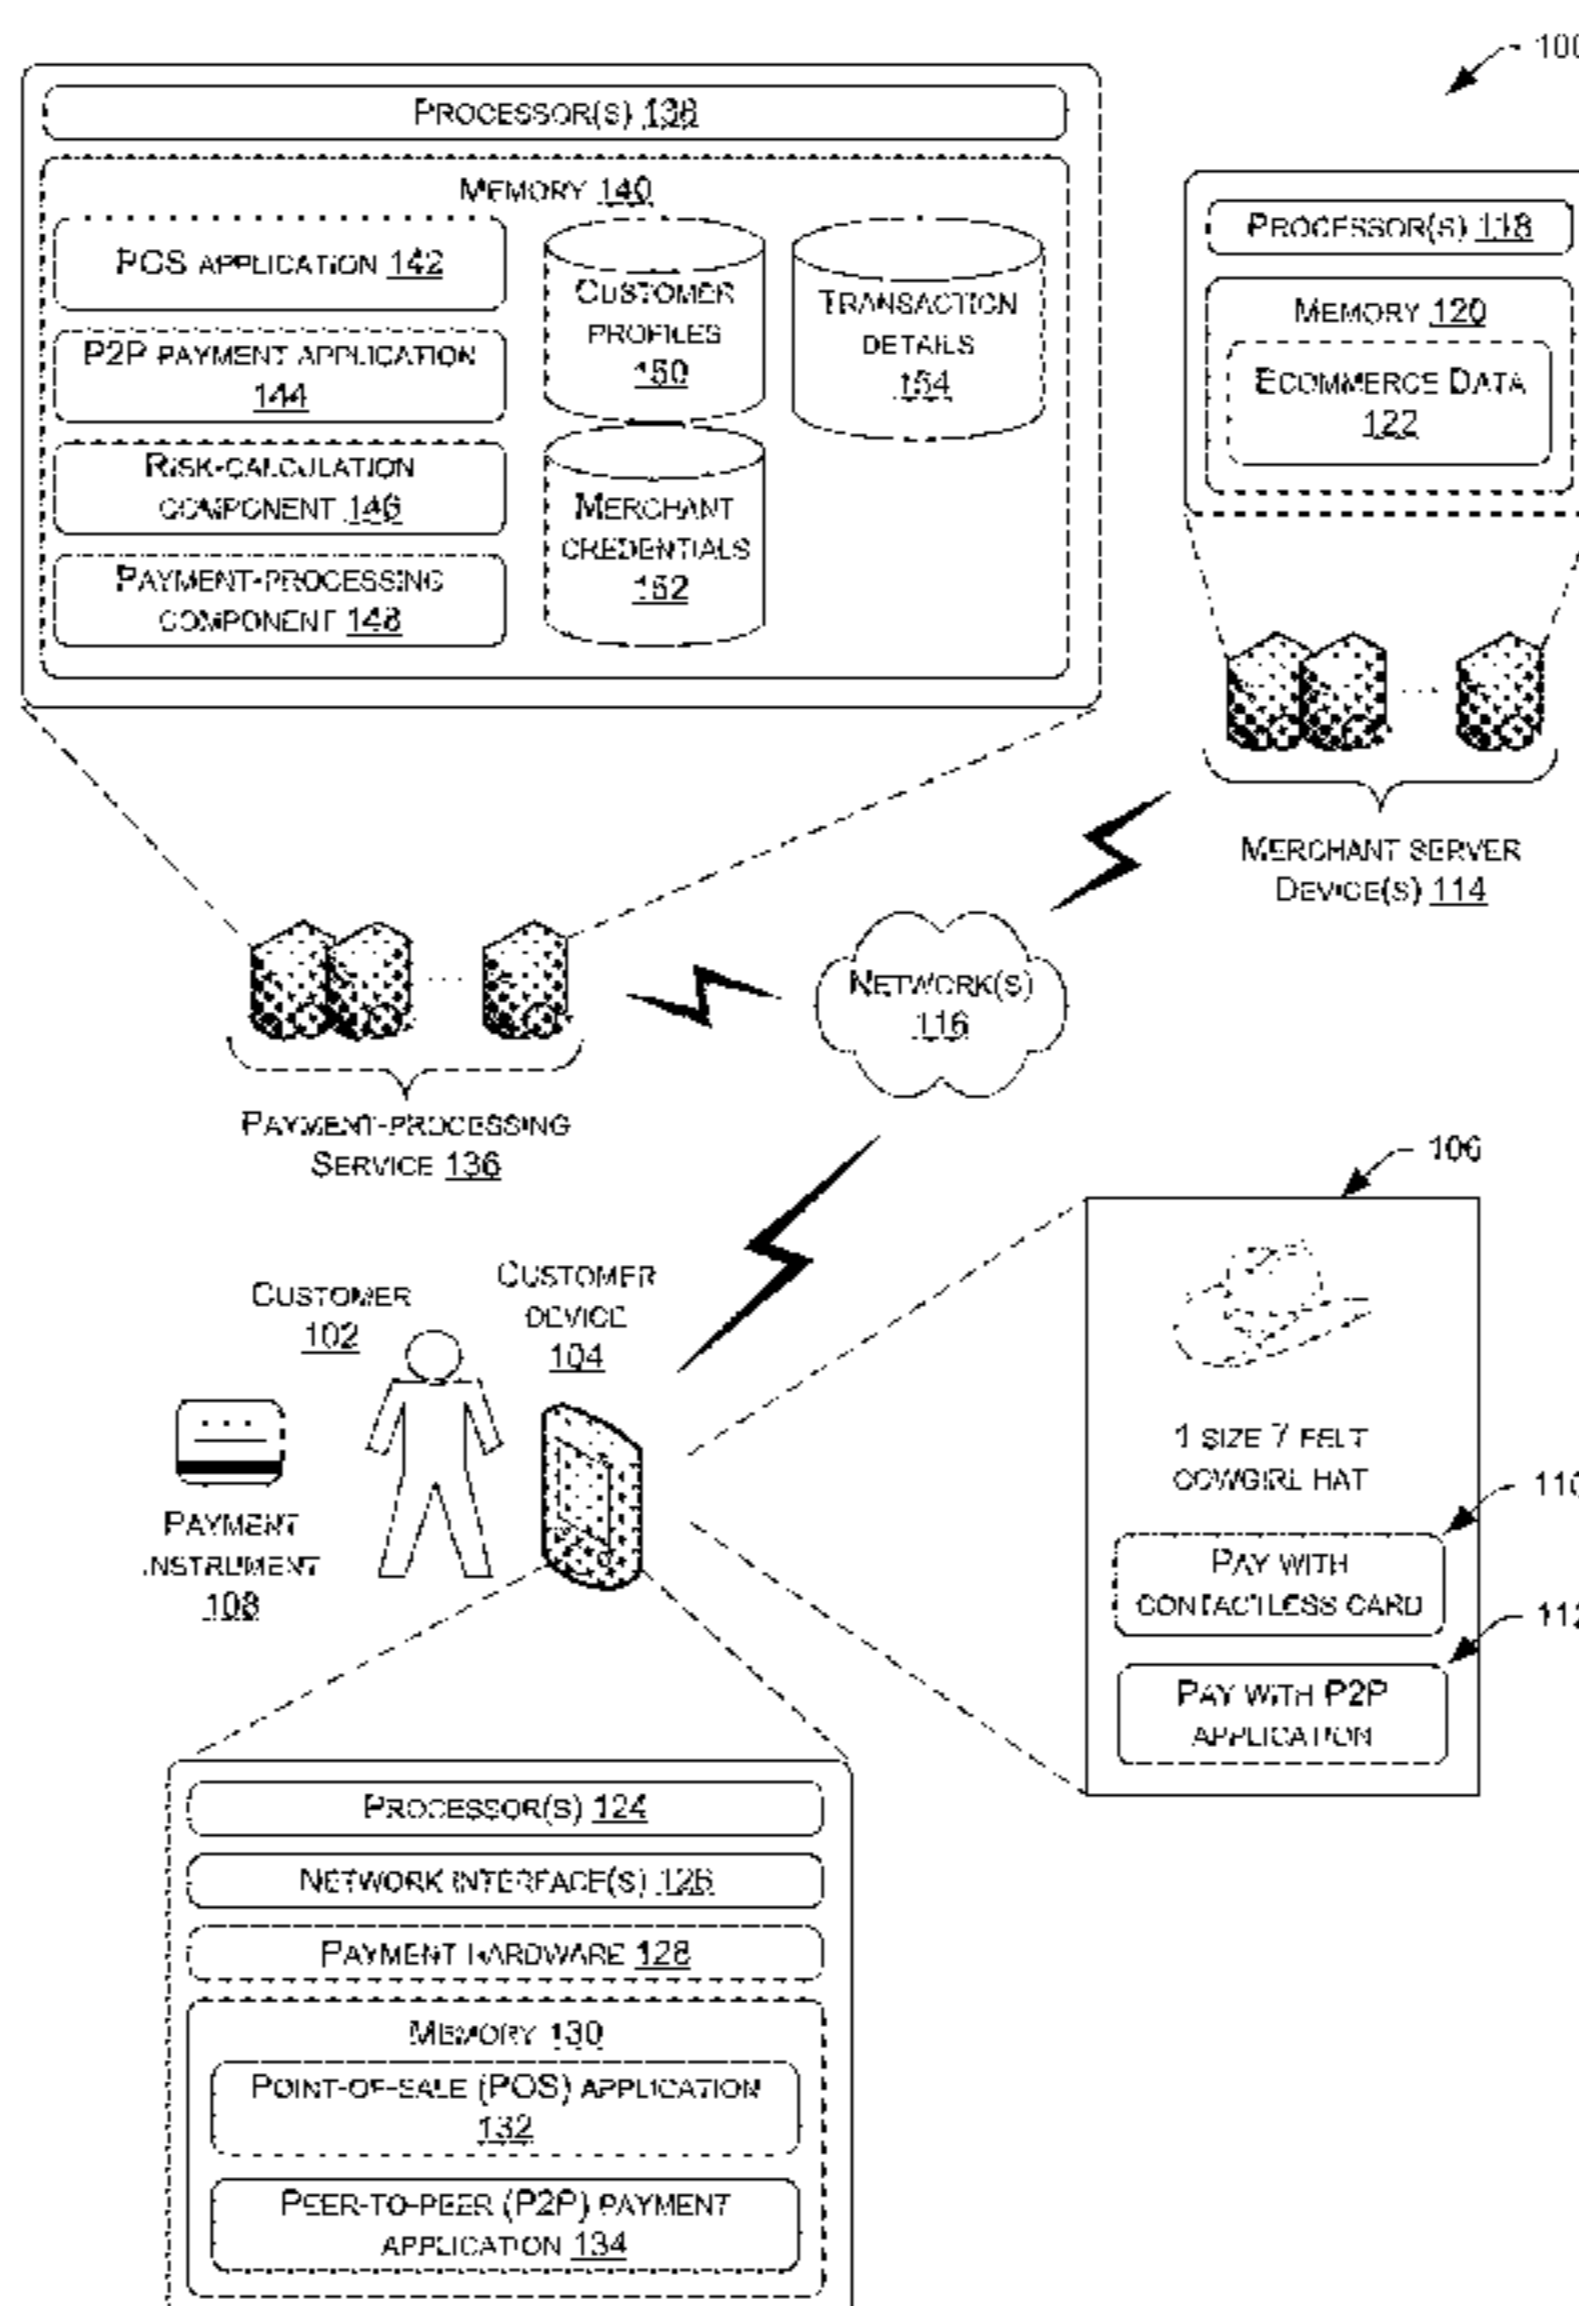 100
PROCESSOR(S) 138
MEMORY 140
POS APPLICATION 142
P2P PAYMENT APPLICATION
144
RISK-CALCULATION
COMPONENT 146
PAYMENT-PROCESSING
COMPONENT 148
CUSTOMER
PROFILES
150
MERCHANT
CREDENTIALS
152
TRANSACTION
DETAILS
154
PROCESSOR(S) 118
MEMORY 120
ECOMMERCE DATA
122
MERCHANT SERVER
DEVICE(S) 114
NETWORK(S)
116
PAYMENT-PROCESSING
SERVICE 136
106
CUSTOMER
102
CUSTOMER
DEVICE
104
PAYMENT
INSTRUMENT
108
1 SIZE 7 FELT
COWGIRL HAT
110
PAY WITH
CONTACTLESS CARD
112
PAY WITH P2P
APPLICATION
PROCESSOR(S) 124
NETWORK INTERFACE(S) 126
PAYMENT HARDWARE 128
MEMORY 130
POINT-OF-SALE (POS) APPLICATION
132
PEER-TO-PEER (P2P) PAYMENT
APPLICATION 134